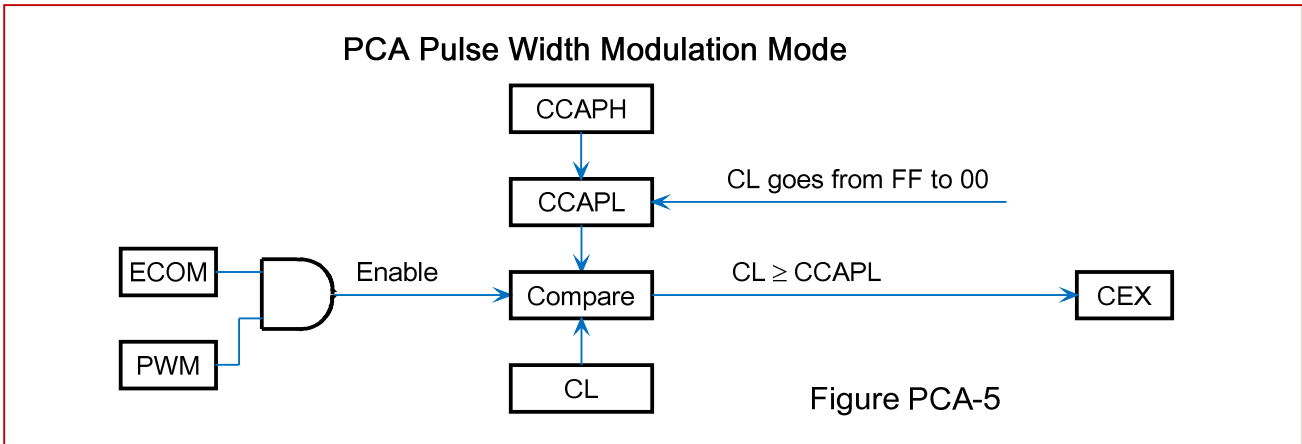 PCA Pulse Width Modulation Mode
CCAPH
CL goes from FF to 00
CCAPL
ECOM
Enable
Compare
CL ≥ CCAPL
CEX
PWM
CL
Figure PCA-5